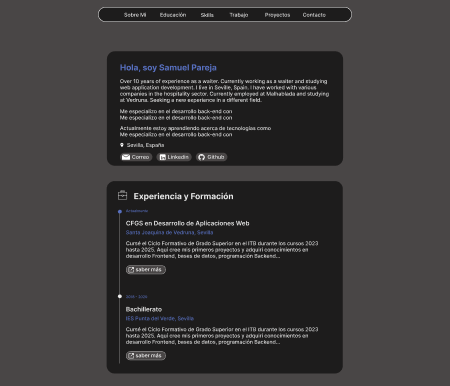 Sobre Mí Educación Skills Trabajo Proyectos Contacto
Hola, soy Samuel Pareja
Over 10 years of experience as a waiter. Currently working as a waiter and studying
web application development. I live in Seville, Spain. I have worked with various
companies in the hospitality sector. Currently employed at Malhablada and studying
at Vedruna. Seeking a new experience in a different field.
Me especializo en el desarrollo back-end con
Me especializo en el desarrollo back-end con
Actualmente estoy aprendiendo acerca de tecnologías como
Me especializo en el desarrollo back-end con
Sevilla, España
Correo Linkedin Github
Experiencia y Formación
CFGS en Desarrollo de Aplicaciones Web
Santa Joaquina de Vedruna, Sevilla
Cursé el Ciclo Formativo de Grado Superior en el ITB durante los cursos 2023
hasta 2025. Aquí cree mis primeros proyectos y adquirí conocimientos en
desarrollo Frontend, bases de datos, programación Backend...
saber más
Bachillerato
IES Punta del Verde, Sevilla
Cursé el Ciclo Formativo de Grado Superior en el ITB durante los cursos 2023
hasta 2025. Aquí cree mis primeros proyectos y adquirí conocimientos en
desarrollo Frontend, bases de datos, programación Backend...
saber más